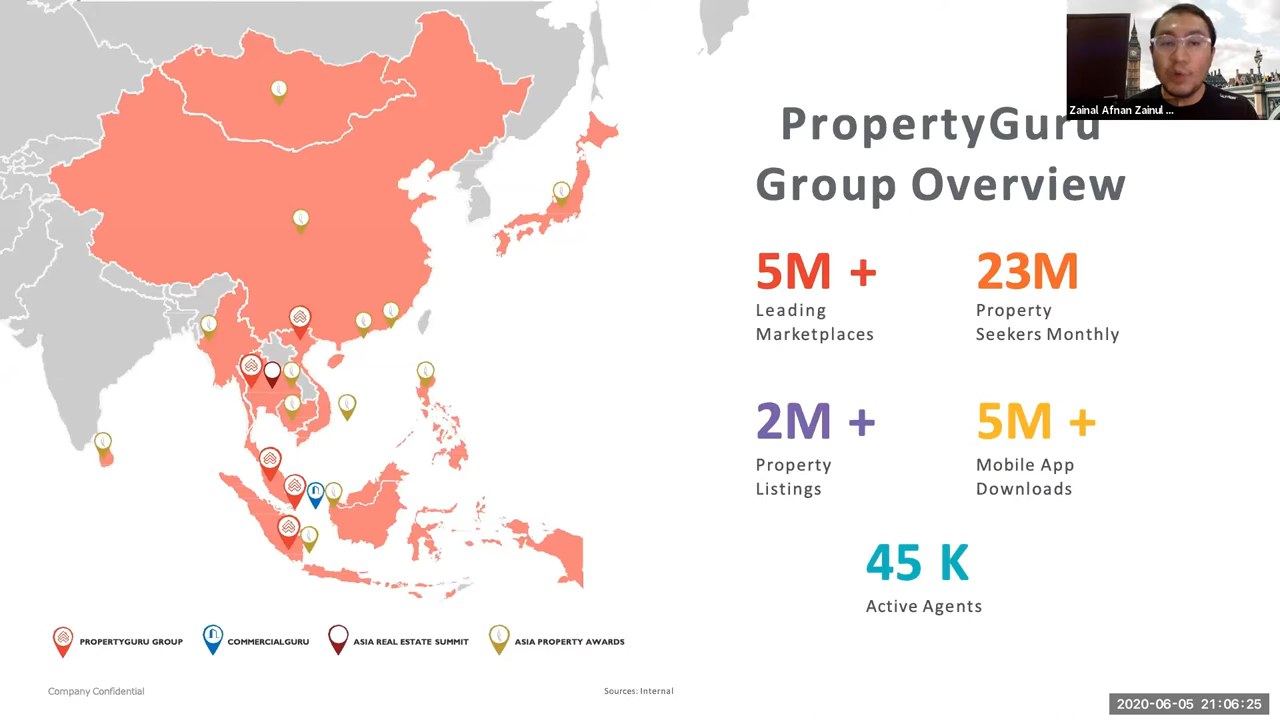 Zainal Afnan Zainul ...
PropertyGuru
Group Overview
5M +
Leading
Marketplaces
23M
Property
Seekers Monthly
2M +
Property
Listings
5M +
Mobile App
Downloads
45 K
Active Agents
PROPERTYGURU GROUP
COMMERCIALGURU
ASIA REAL ESTATE SUMMIT
ASIA PROPERTY AWARDS
Company Confidential
Sources: Internal
2020-06-05 21:06:25